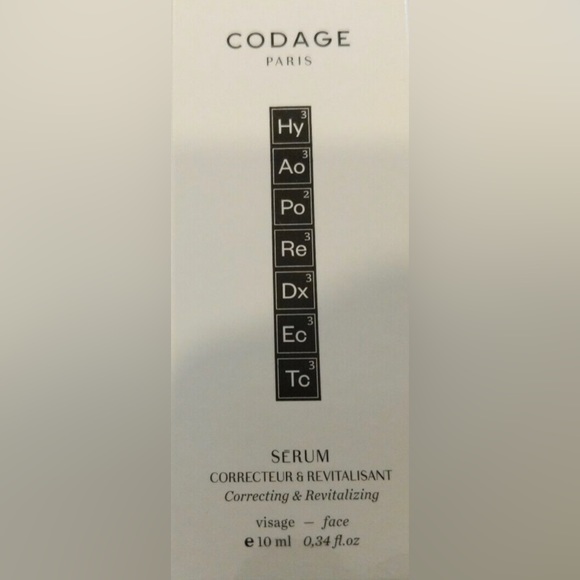 CODAGE
PARIS
Hy³
Ao³
Po²
Re³
Dx³
Ec³
Tc³
SÉRUM
CORRECTEUR & REVITALISANT
Correcting & Revitalizing
visage — face
℮ 10 ml 0,34 fl.oz